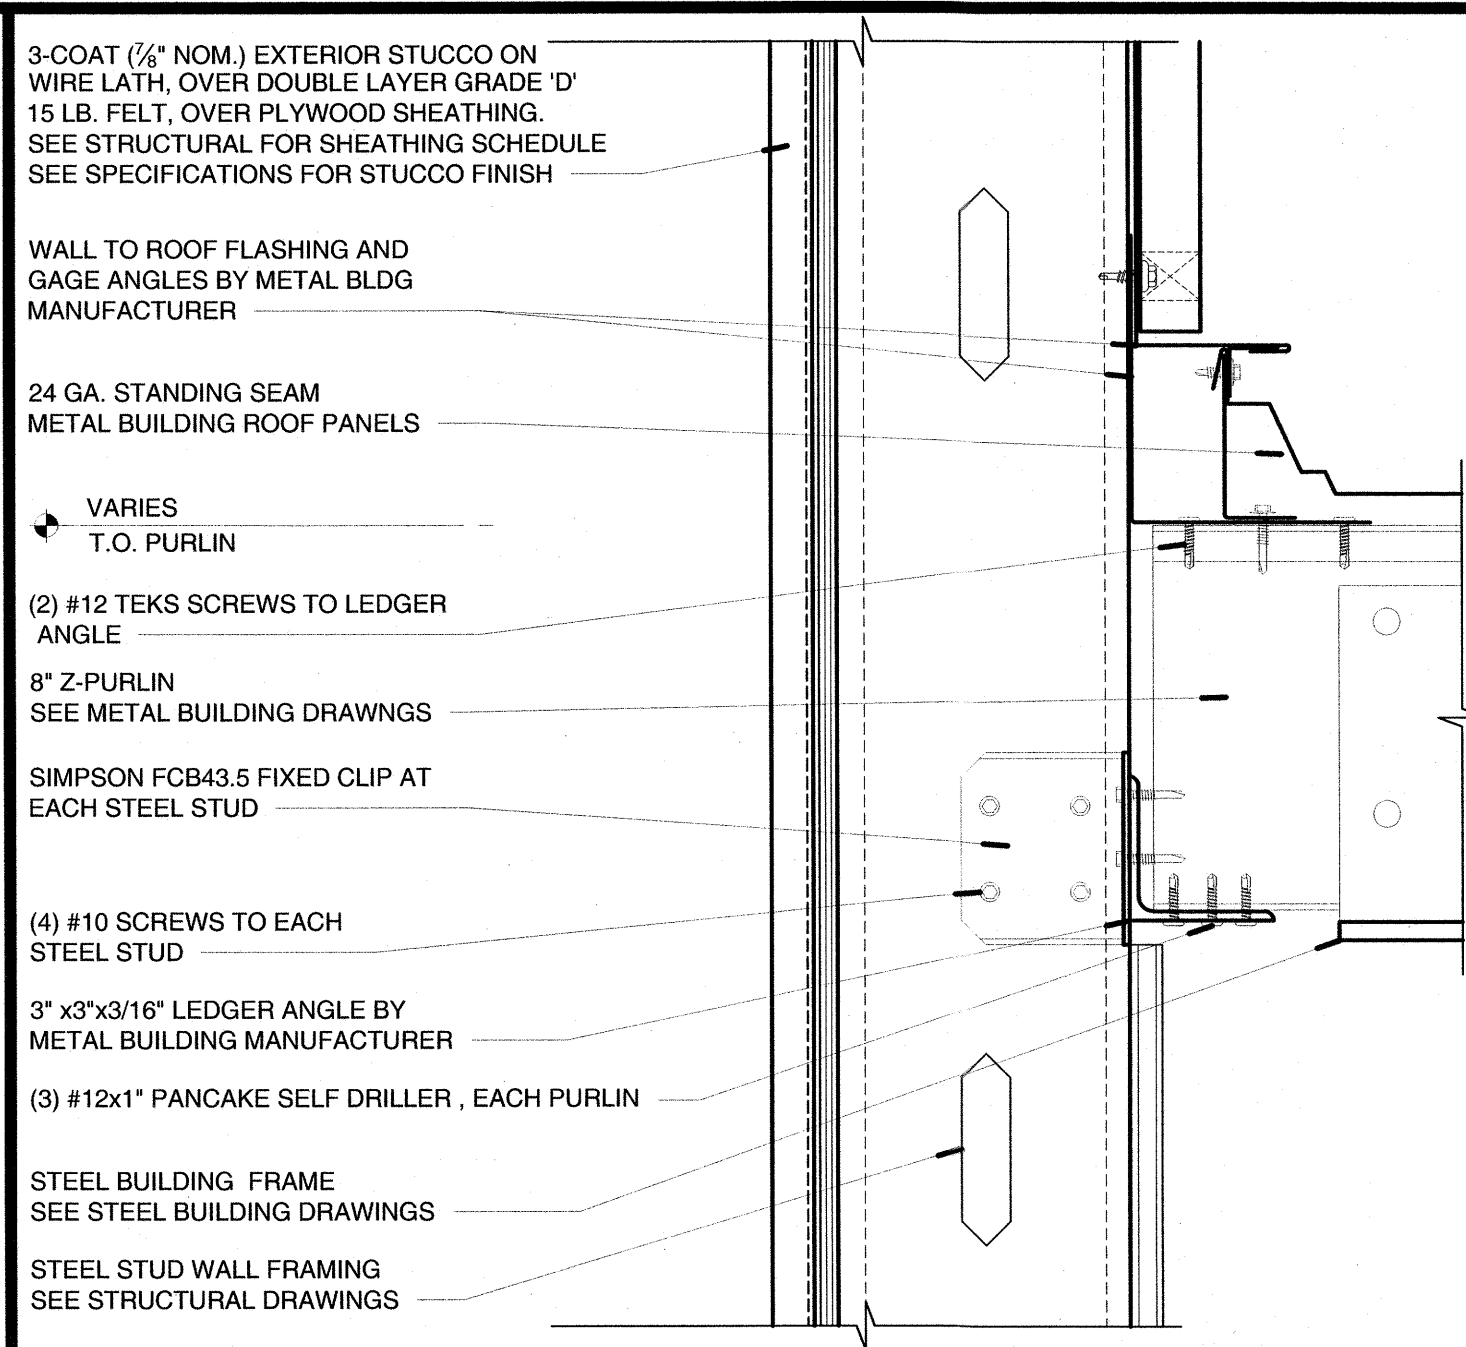 3-COAT (⅞" NOM.) EXTERIOR STUCCO ON
WIRE LATH, OVER DOUBLE LAYER GRADE 'D'
15 LB. FELT, OVER PLYWOOD SHEATHING.
SEE STRUCTURAL FOR SHEATHING SCHEDULE
SEE SPECIFICATIONS FOR STUCCO FINISH
WALL TO ROOF FLASHING AND
GAGE ANGLES BY METAL BLDG
MANUFACTURER
24 GA. STANDING SEAM
METAL BUILDING ROOF PANELS
VARIES
T.O. PURLIN
(2) #12 TEKS SCREWS TO LEDGER
ANGLE
8" Z-PURLIN
SEE METAL BUILDING DRAWNGS
SIMPSON FCB43.5 FIXED CLIP AT
EACH STEEL STUD
(4) #10 SCREWS TO EACH
STEEL STUD
3" x3"x3/16" LEDGER ANGLE BY
METAL BUILDING MANUFACTURER
(3) #12x1" PANCAKE SELF DRILLER , EACH PURLIN
STEEL BUILDING FRAME
SEE STEEL BUILDING DRAWINGS
STEEL STUD WALL FRAMING
SEE STRUCTURAL DRAWINGS